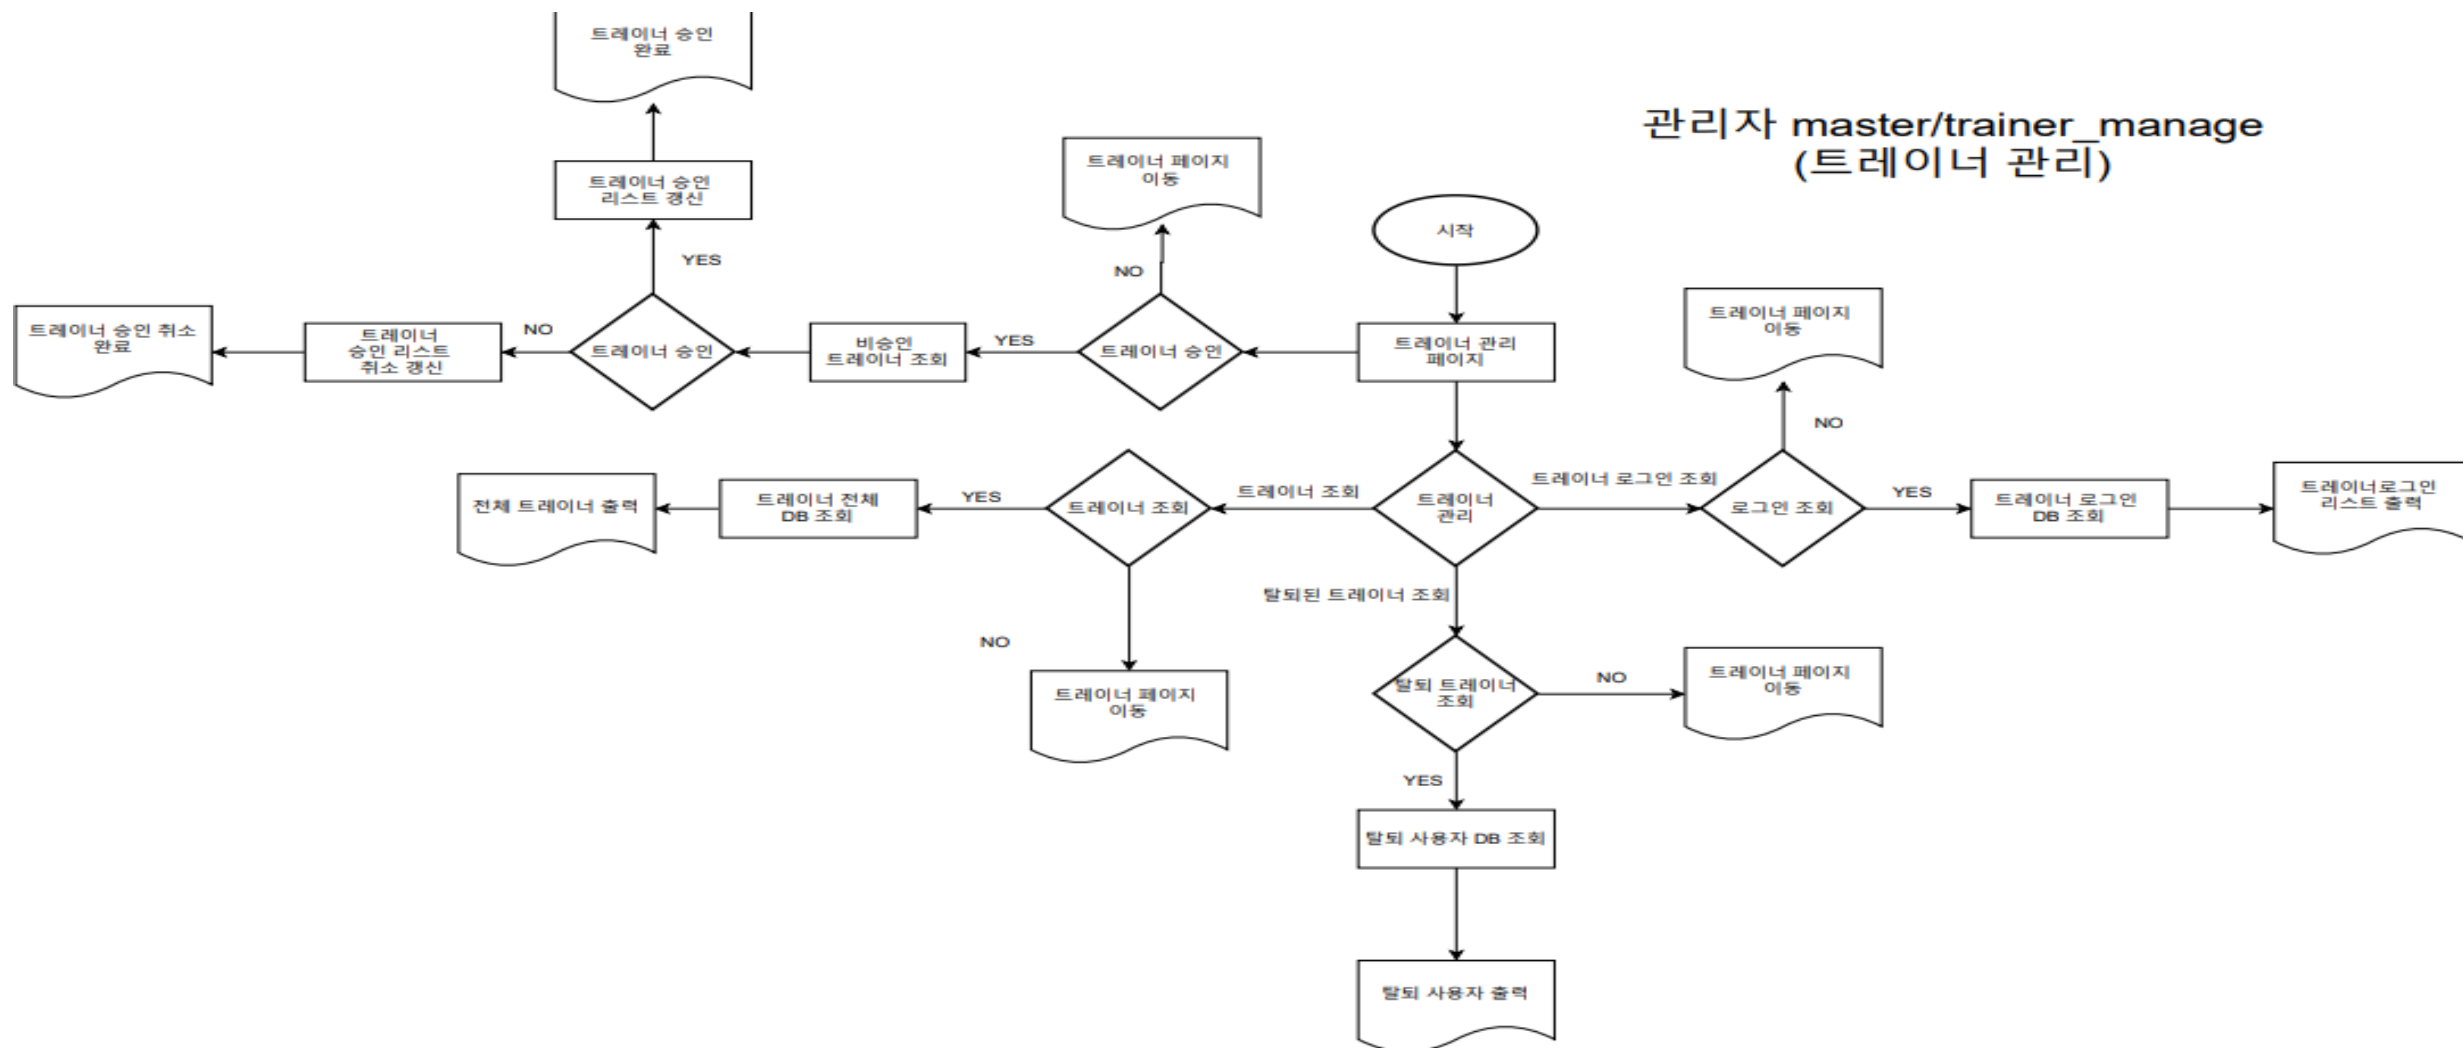 트레이너 승인
완료
관리자 master/trainer_manage
(트레이너 관리)
트레이너 페이지
이동
트레이너 승인
리스트 갱신
시작
YES
NO
트레이너 페이지
이동
트레이너 승인 취소
완료
트레이너
승인 리스트
취소 갱신
NO
트레이너 승인
비승인
트레이너 조회
YES
트레이너 승인
트레이너 관리
페이지
NO
전체 트레이너 출력
트레이너 전체
DB 조회
YES
트레이너 조회
트레이너 조회
트레이너
관리
트레이너 로그인 조회
로그인 조회
YES
트레이너 로그인
DB 조회
트레이너로그인
리스트 출력
탈퇴된 트레이너 조회
NO
트레이너 페이지
이동
탈퇴 트레이너
조회
NO
트레이너 페이지
이동
YES
탈퇴 사용자 DB 조회
탈퇴 사용자 출력